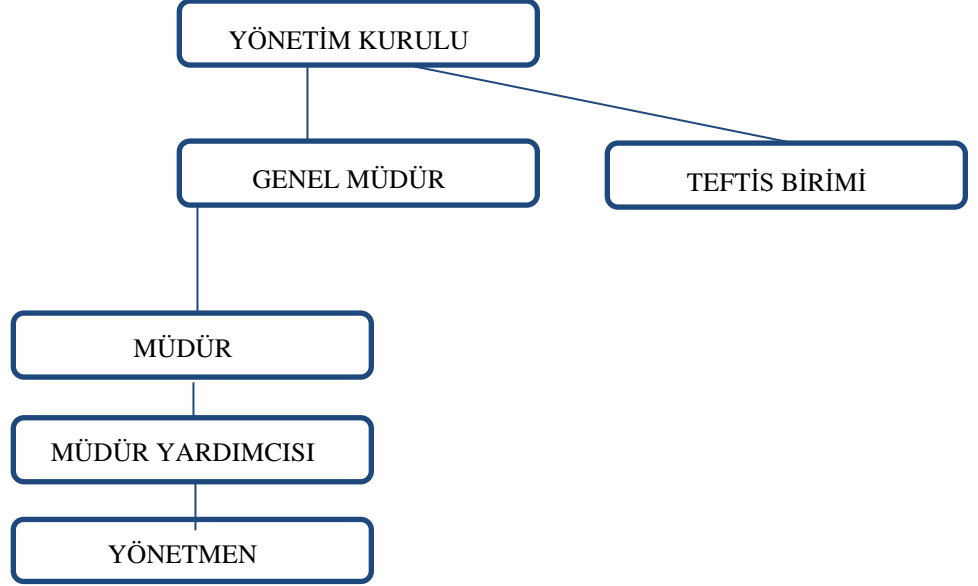 YÖNETİM KURULU
GENEL MÜDÜR
TEFTİS BİRİMİ
MÜDÜR
MÜDÜR YARDIMCISI
YÖNETMEN